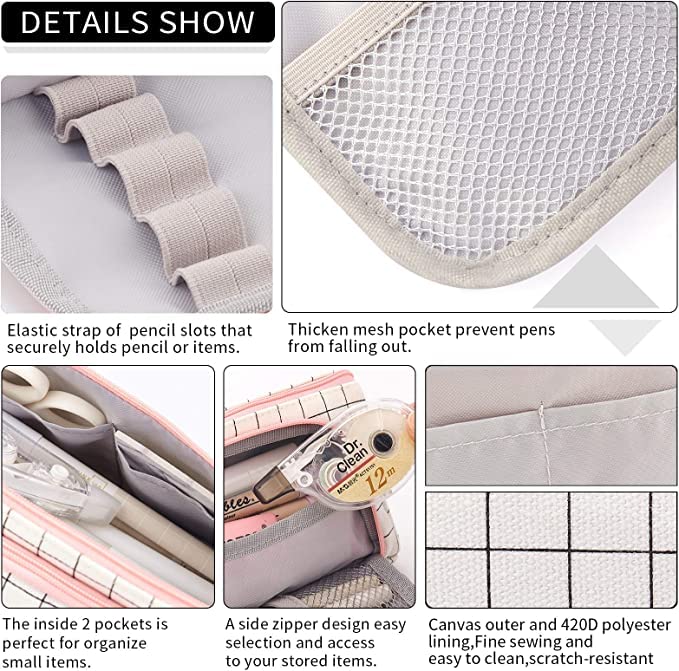 DETAILS SHOW
Elastic strap of pencil slots that
securely holds pencil or items.
Thicken mesh pocket prevent pens
from falling out.
Dr.
Clean
M&G
12m
The inside 2 pockets is
perfect for organize
small items.
A side zipper design easy
selection and access
to your stored items.
Canvas outer and 420D polyester
lining,Fine sewing and
easy to clean,scratch-resistant